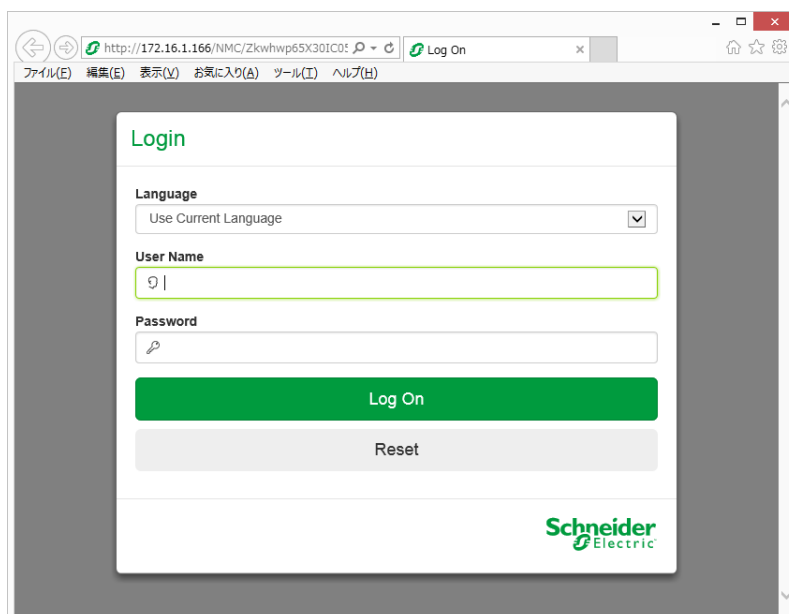 http://172.16.1.166/NMC/Zkwhwp65X30IC05
Log On
ファイル(F) 編集(E) 表示(V) お気に入り(A) ツール(T) ヘルプ(H)
Login
Language
Use Current Language
User Name
Password
Log On
Reset
Schneider
Electric